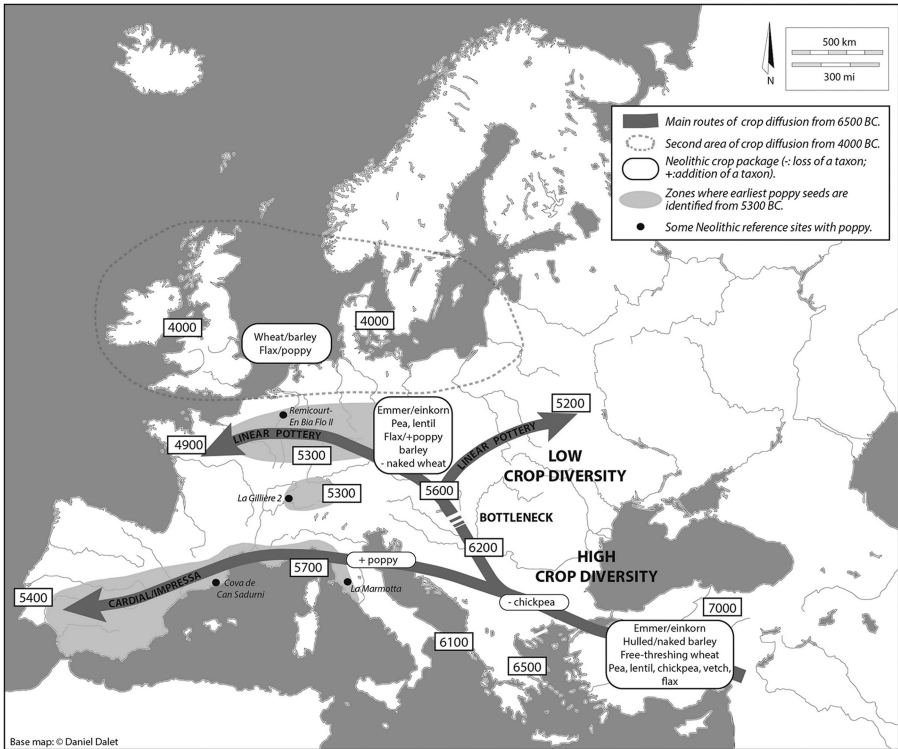 500 km
300 mi
N
Main routes of crop diffusion from 6500 BC.
Second area of crop diffusion from 4000 BC.
Neolithic crop package (-: loss of a taxon;
+:addition of a taxon).
Zones where earliest poppy seeds are
identified from 5300 BC.
Some Neolithic reference sites with poppy.
4000
4000
Wheat/barley
Flax/poppy
Remicourt-
En Bia Flo II
Emmer/einkorn
Pea, lentil
Flax/+poppy
barley
- naked wheat
5200
4900
LINEAR POTTERY
LINEAR POTTERY
5300
LOW
CROP DIVERSITY
La Gillière 2
5300
5600
BOTTLENECK
6200
HIGH
CROP DIVERSITY
+ poppy
5700
5400
CARDIAL/IMPRESSA
Cova de
Can Sadurni
La Marmotta
- chickpea
7000
6100
6500
Emmer/einkorn
Hulled/naked barley
Free-threshing wheat
Pea, lentil, chickpea, vetch,
flax
Base map: © Daniel Dalet